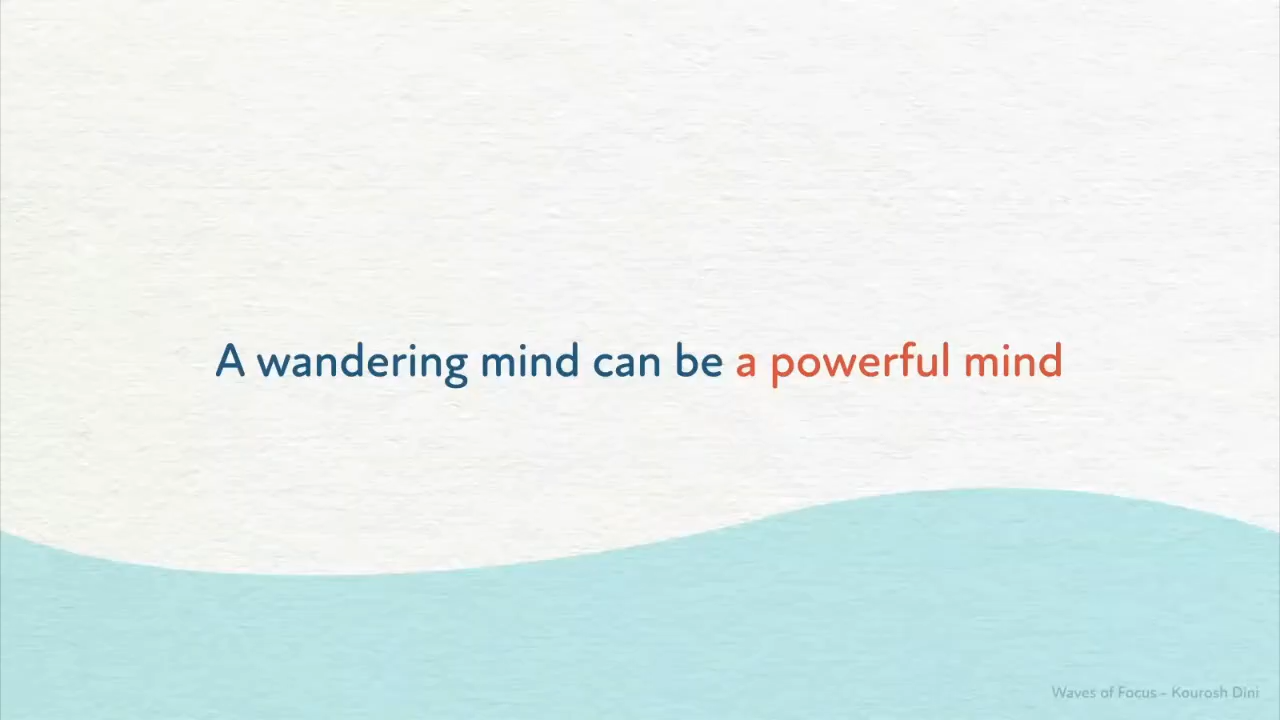 A wandering mind can be a powerful mind
Waves of Focus - Kourosh Dini